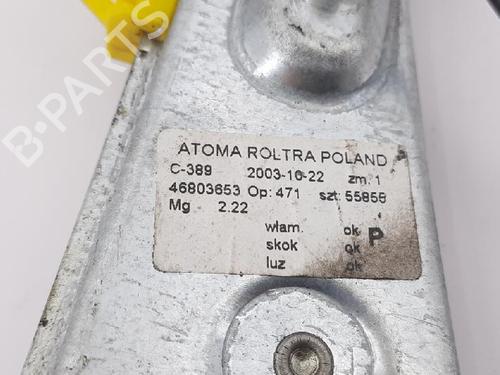 B-PARTS
ATOMA ROLTRA POLAND
C-389 2003-10-22 zm. 1
46803653 Op: 471 szt: 55856
Mg 2.22
włam. ok P
skok ok
luz ok